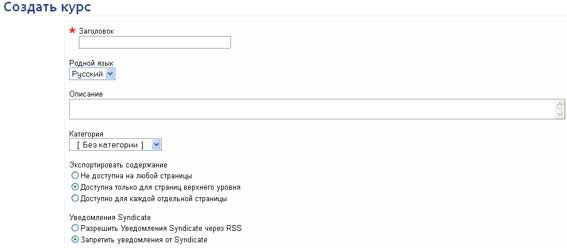 Создать курс
* Заголовок
Родной язык
Русский
Описание
Категория
[ Без категории ]
Экспортировать содержание
Не доступна на любой страницы
Доступна только для страниц верхнего уровня
Доступно для каждой отдельной страницы
Уведомления Syndicate
Разрешить Уведомления Syndicate через RSS
Запретить уведомления от Syndicate